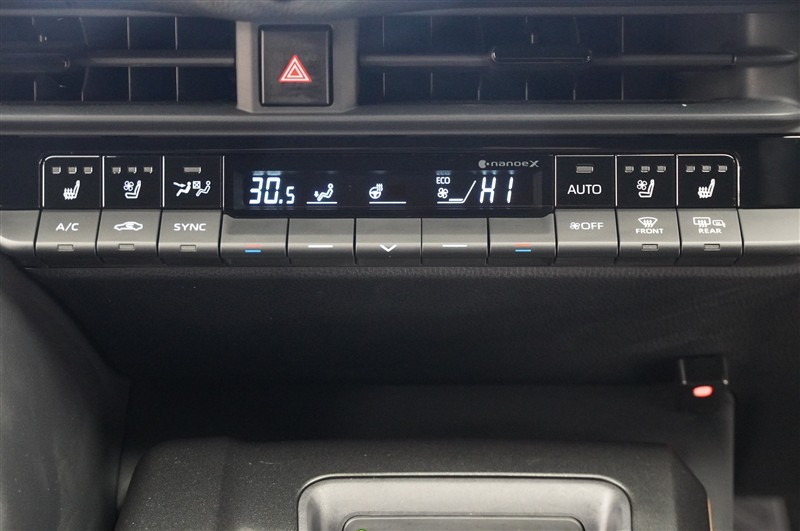 nanoeX
30.5
ECO
HI
AUTO
A/C
SYNC
OFF
FRONT
REAR